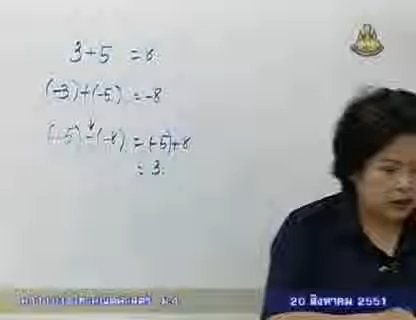 3 + 5 = 8
(-3) + (-5) = -8
(-5) - (-8) = (-5) + 8
= 3
20 สิงหาคม 2551